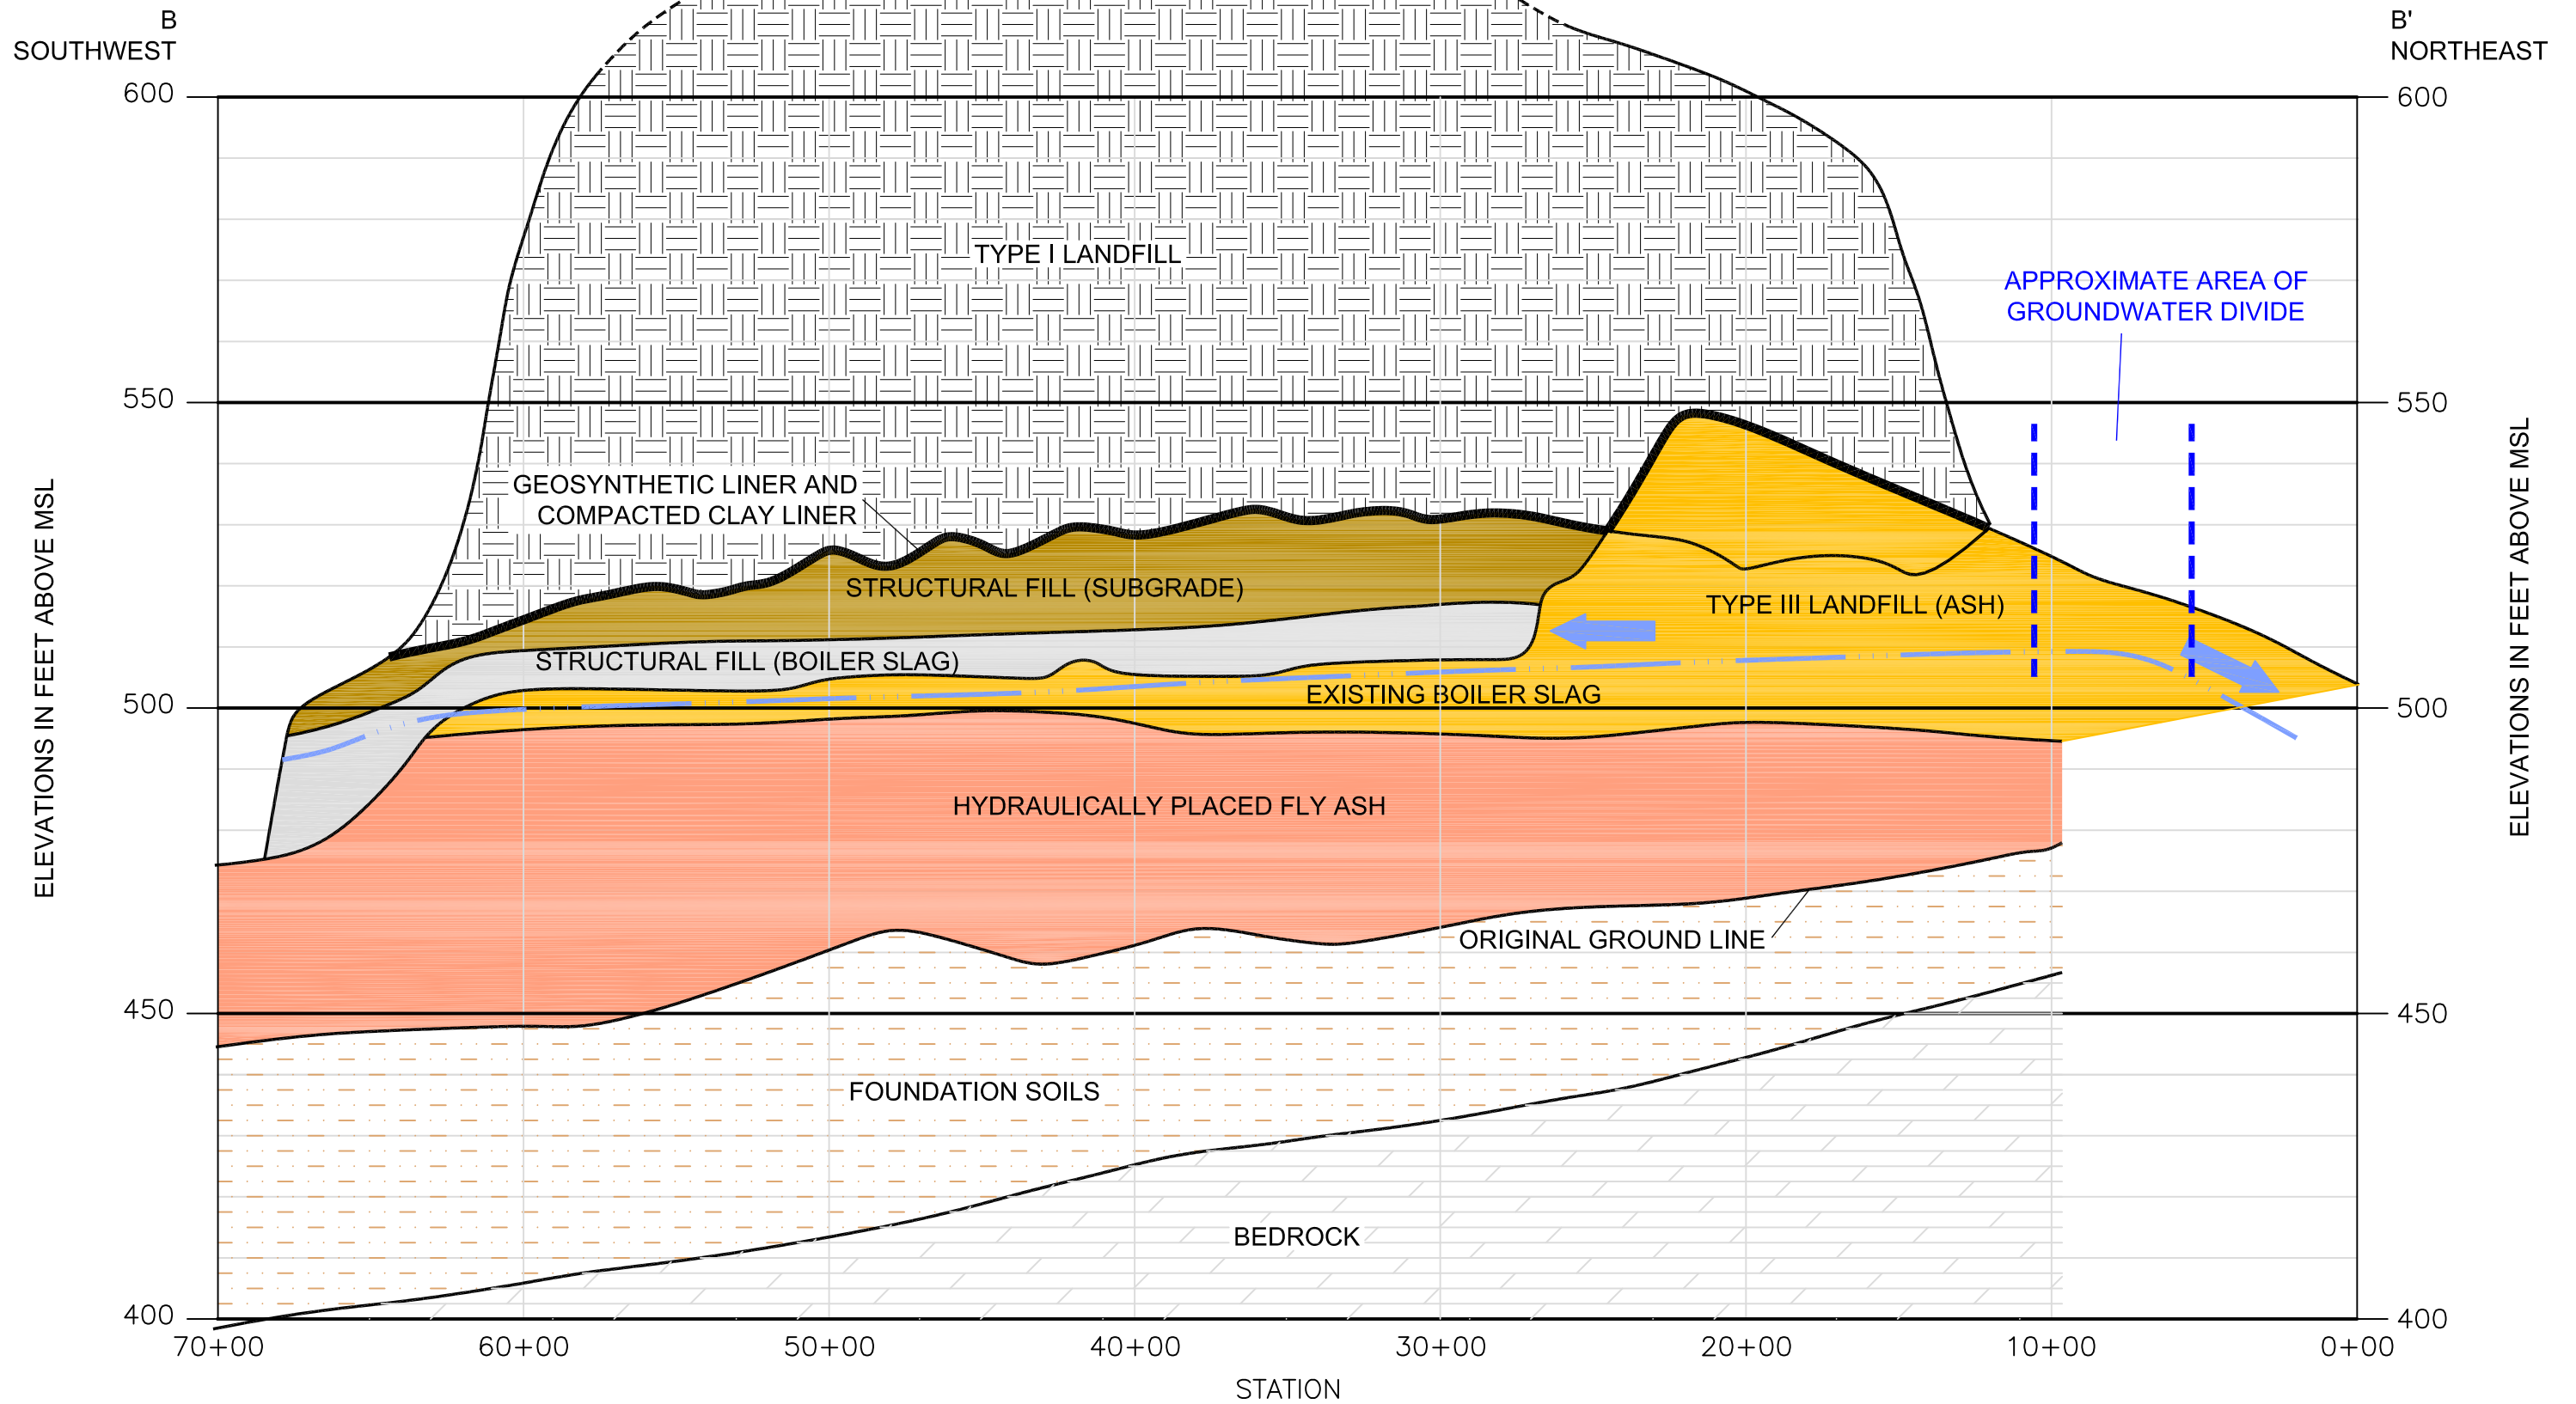 B
SOUTHWEST
B'
NORTHEAST
600
600
TYPE I LANDFILL
APPROXIMATE AREA OF
GROUNDWATER DIVIDE
550
550
GEOSYNTHETIC LINER AND
COMPACTED CLAY LINER
STRUCTURAL FILL (SUBGRADE)
TYPE III LANDFILL (ASH)
STRUCTURAL FILL (BOILER SLAG)
EXISTING BOILER SLAG
500
500
ELEVATIONS IN FEET ABOVE MSL
ELEVATIONS IN FEET ABOVE MSL
HYDRAULICALLY PLACED FLY ASH
ORIGINAL GROUND LINE
450
450
FOUNDATION SOILS
BEDROCK
400
400
70+00 60+00 50+00 40+00 30+00 20+00 10+00 0+00
STATION